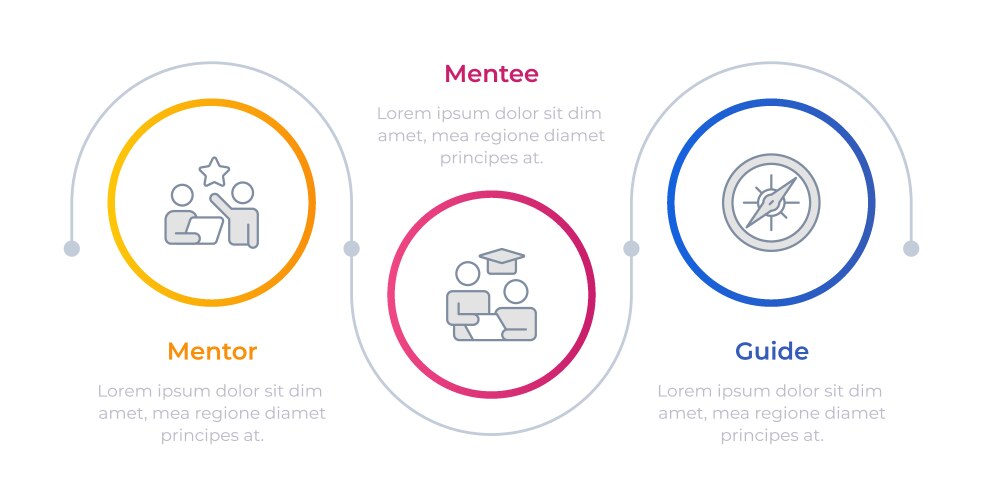 Mentor
Lorem ipsum dolor sit dim
amet, mea regione diamet
principes at.
Mentee
Lorem ipsum dolor sit dim
amet, mea regione diamet
principes at.
Guide
Lorem ipsum dolor sit dim
amet, mea regione diamet
principes at.